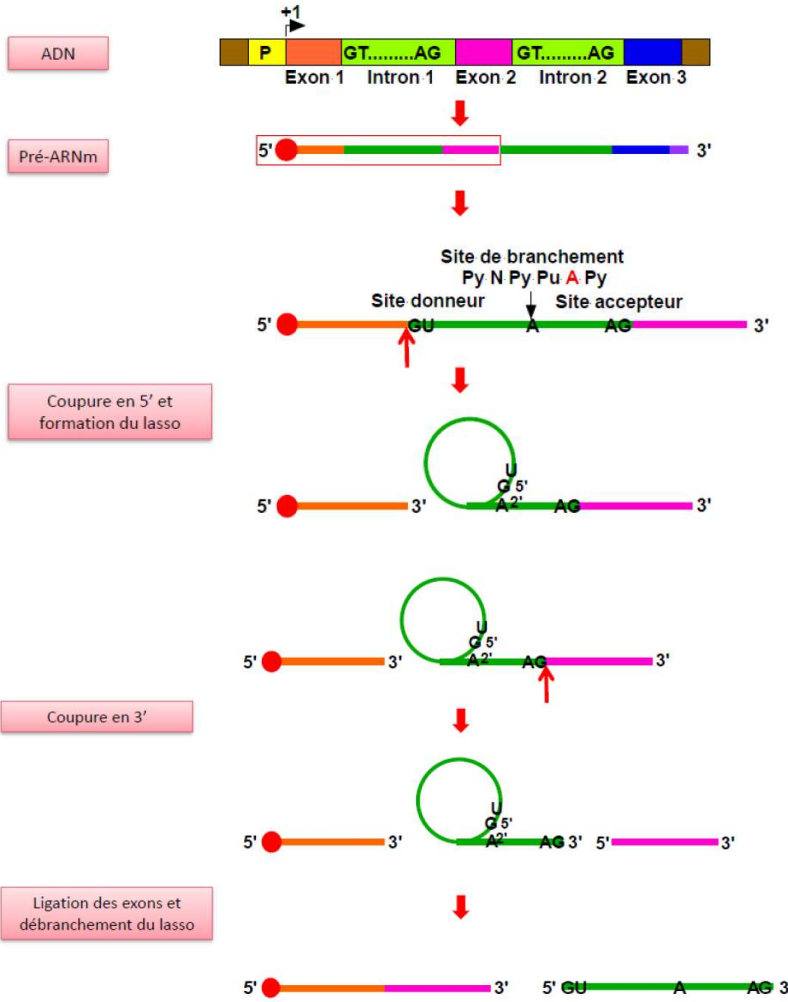 +1
ADN
P
GT.........AG
GT.........AG
Exon 1
Intron 1
Exon 2
Intron 2
Exon 3
Pré-ARNm
5'
3'
Site de branchement
Py N Py Pu A Py
Site donneur
Site accepteur
5'
GU
A
AG
3'
Coupure en 5’ et
formation du lasso
U
G 5'
5'
3'
A 2'
AG
3'
U
G 5'
5'
3'
A 2'
AG
3'
Coupure en 3’
U
G 5'
5'
3'
A 2'
AG 3'
5'
3'
Ligation des exons et
débranchement du lasso
5'
3'
5'
GU
A
AG
3'